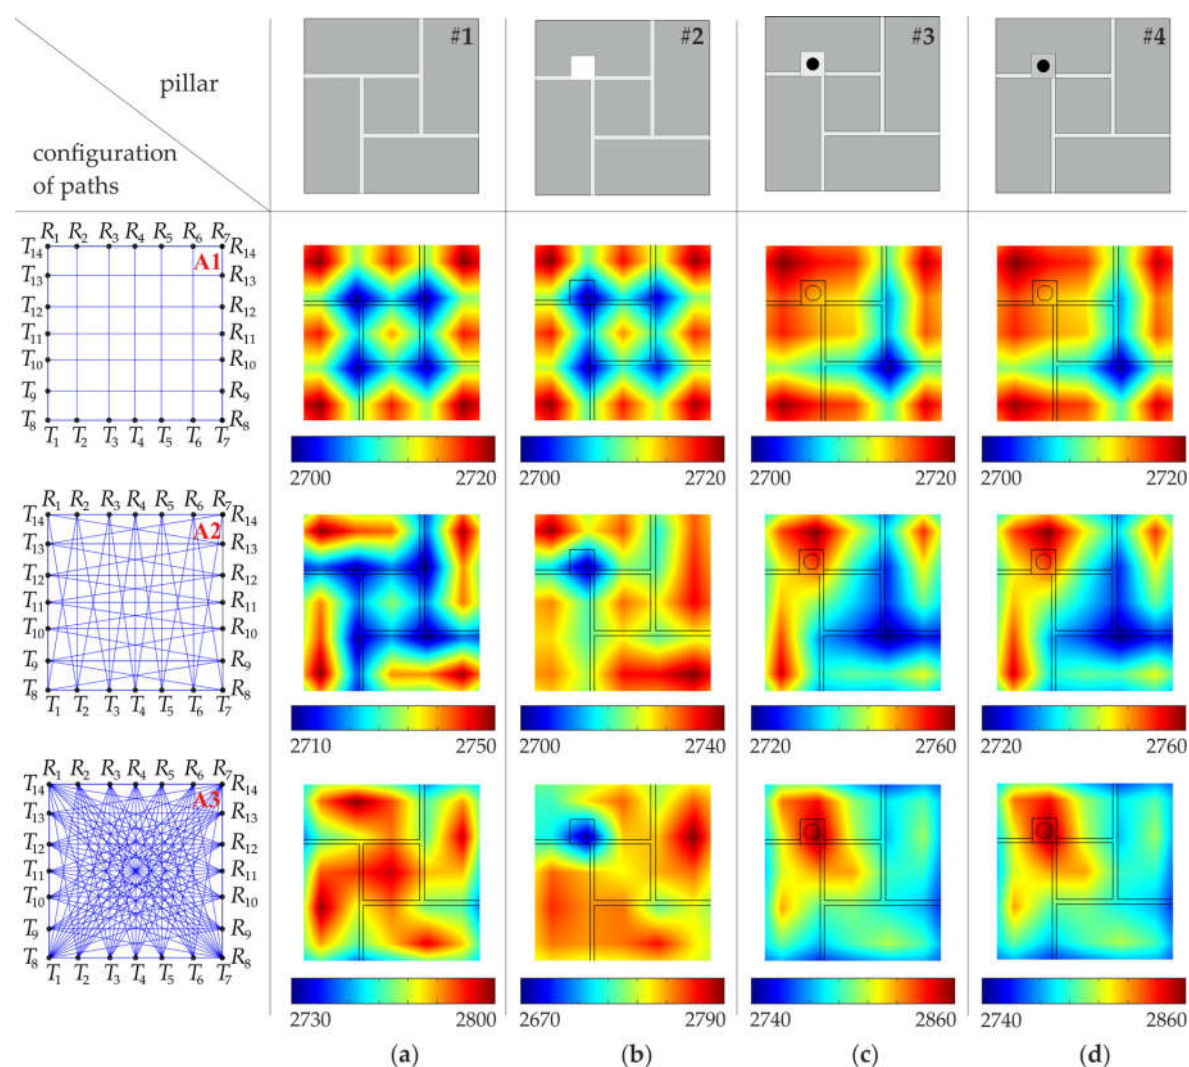 pillar
configuration
of paths
#1
#2
#3
#4
R1 R2 R3 R4 R5 R6 R7
T14 R14
A1
T13 R13
T12 R12
T11 R11
T10 R10
T9 R9
T8 R8
T1 T2 T3 T4 T5 T6 T7
2700 2720
2700 2720
2700 2720
2700 2720
R1 R2 R3 R4 R5 R6 R7
T14 R14
A2
T13 R13
T12 R12
T11 R11
T10 R10
T9 R9
T8 R8
T1 T2 T3 T4 T5 T6 T7
2710 2750
2700 2740
2720 2760
2720 2760
R1 R2 R3 R4 R5 R6 R7
T14 R14
A3
T13 R13
T12 R12
T11 R11
T10 R10
T9 R9
T8 R8
T1 T2 T3 T4 T5 T6 T7
2730 2800
2670 2790
2740 2860
2740 2860
(a)
(b)
(c)
(d)